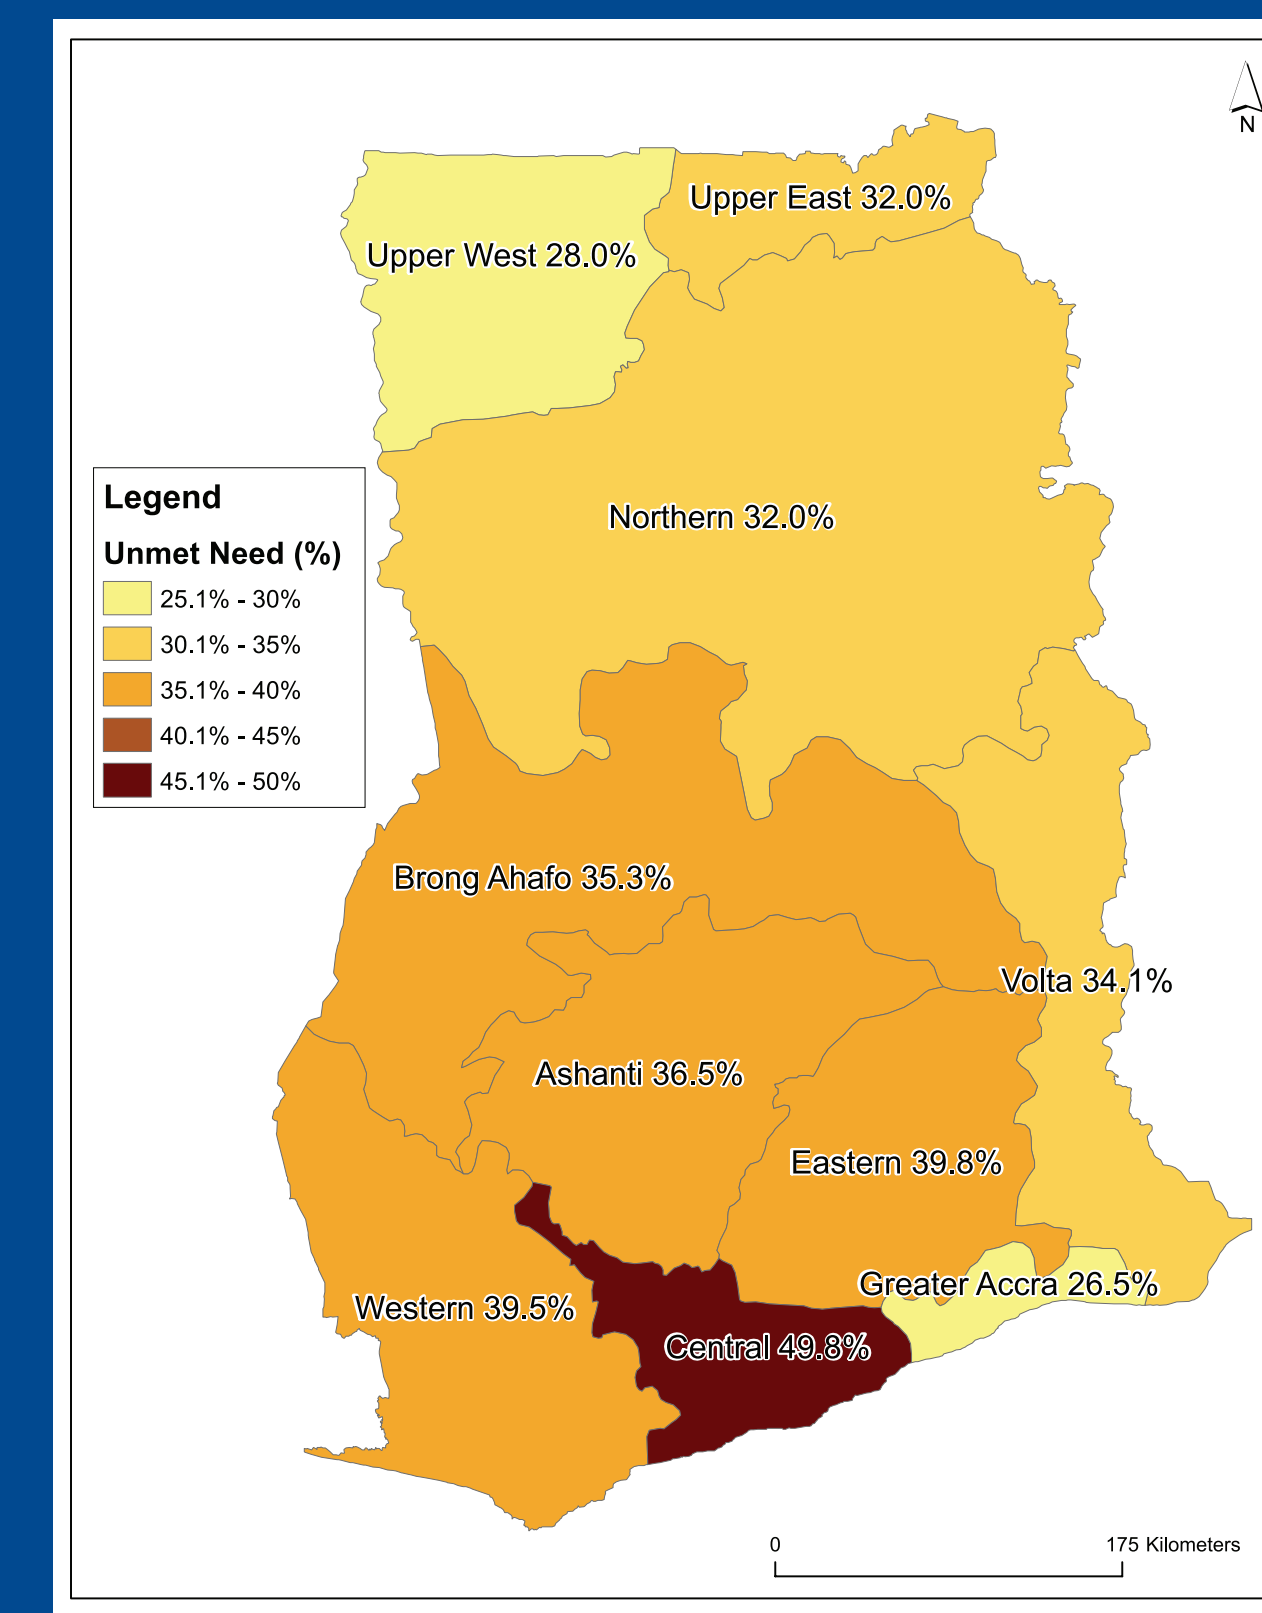 N
Upper East 32.0%
Upper West 28.0%
Legend
Unmet Need (%)
25.1% - 30%
30.1% - 35%
35.1% - 40%
40.1% - 45%
45.1% - 50%
Northern 32.0%
Brong Ahafo 35.3%
Volta 34.1%
Ashanti 36.5%
Eastern 39.8%
Greater Accra 26.5%
Western 39.5%
Central 49.8%
0
175 Kilometers